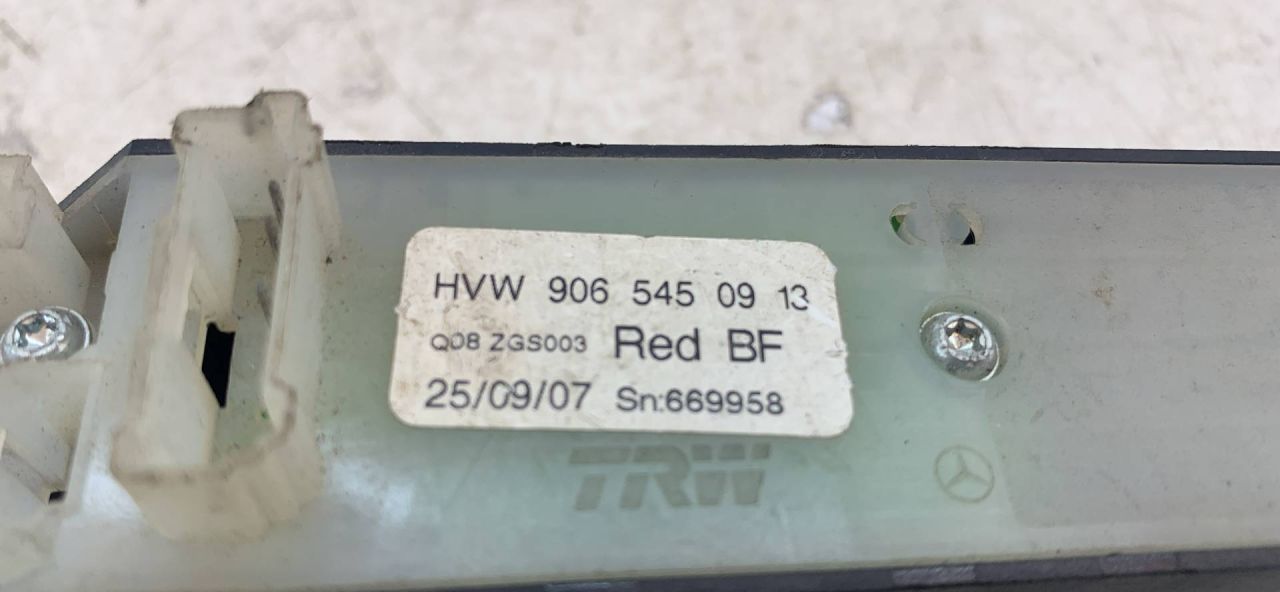 HVW 906 545 09 13
Q08 ZGS003 Red BF
25/09/07 Sn:669958
TRW